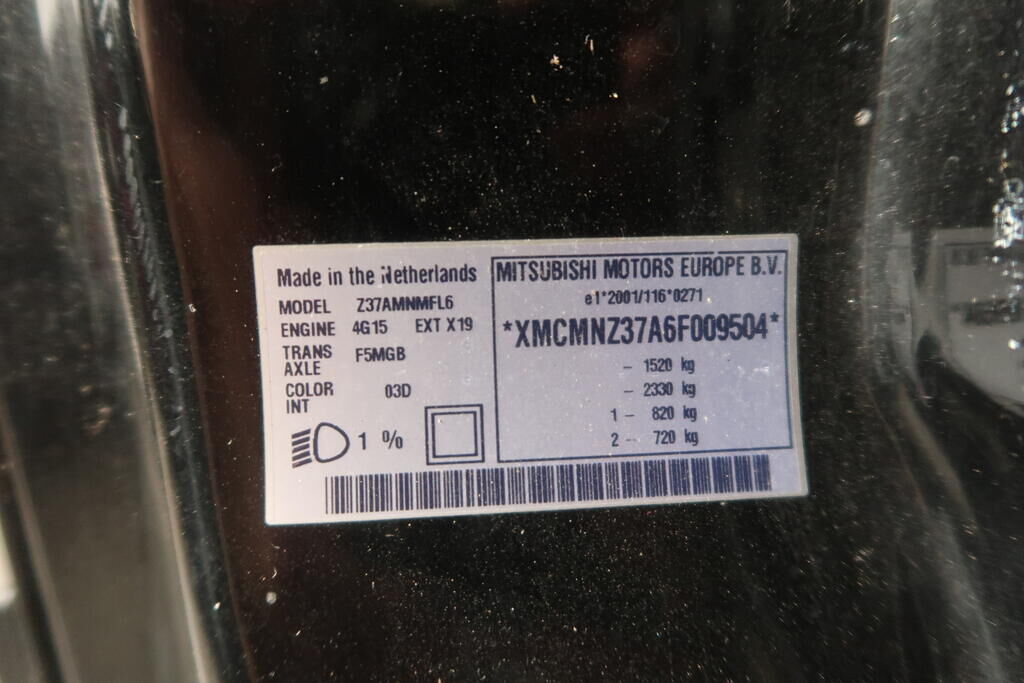 Made in the Netherlands
MODEL Z37AMNMFL6
ENGINE 4G15 EXT X19
TRANS
AXLE F5MGB
COLOR 03D
INT
1 %
MITSUBISHI MOTORS EUROPE B.V.
e1*2001/116*0271
*XMCMNZ37A6F009504*
– 1520 kg
– 2330 kg
1 – 820 kg
2 – 720 kg